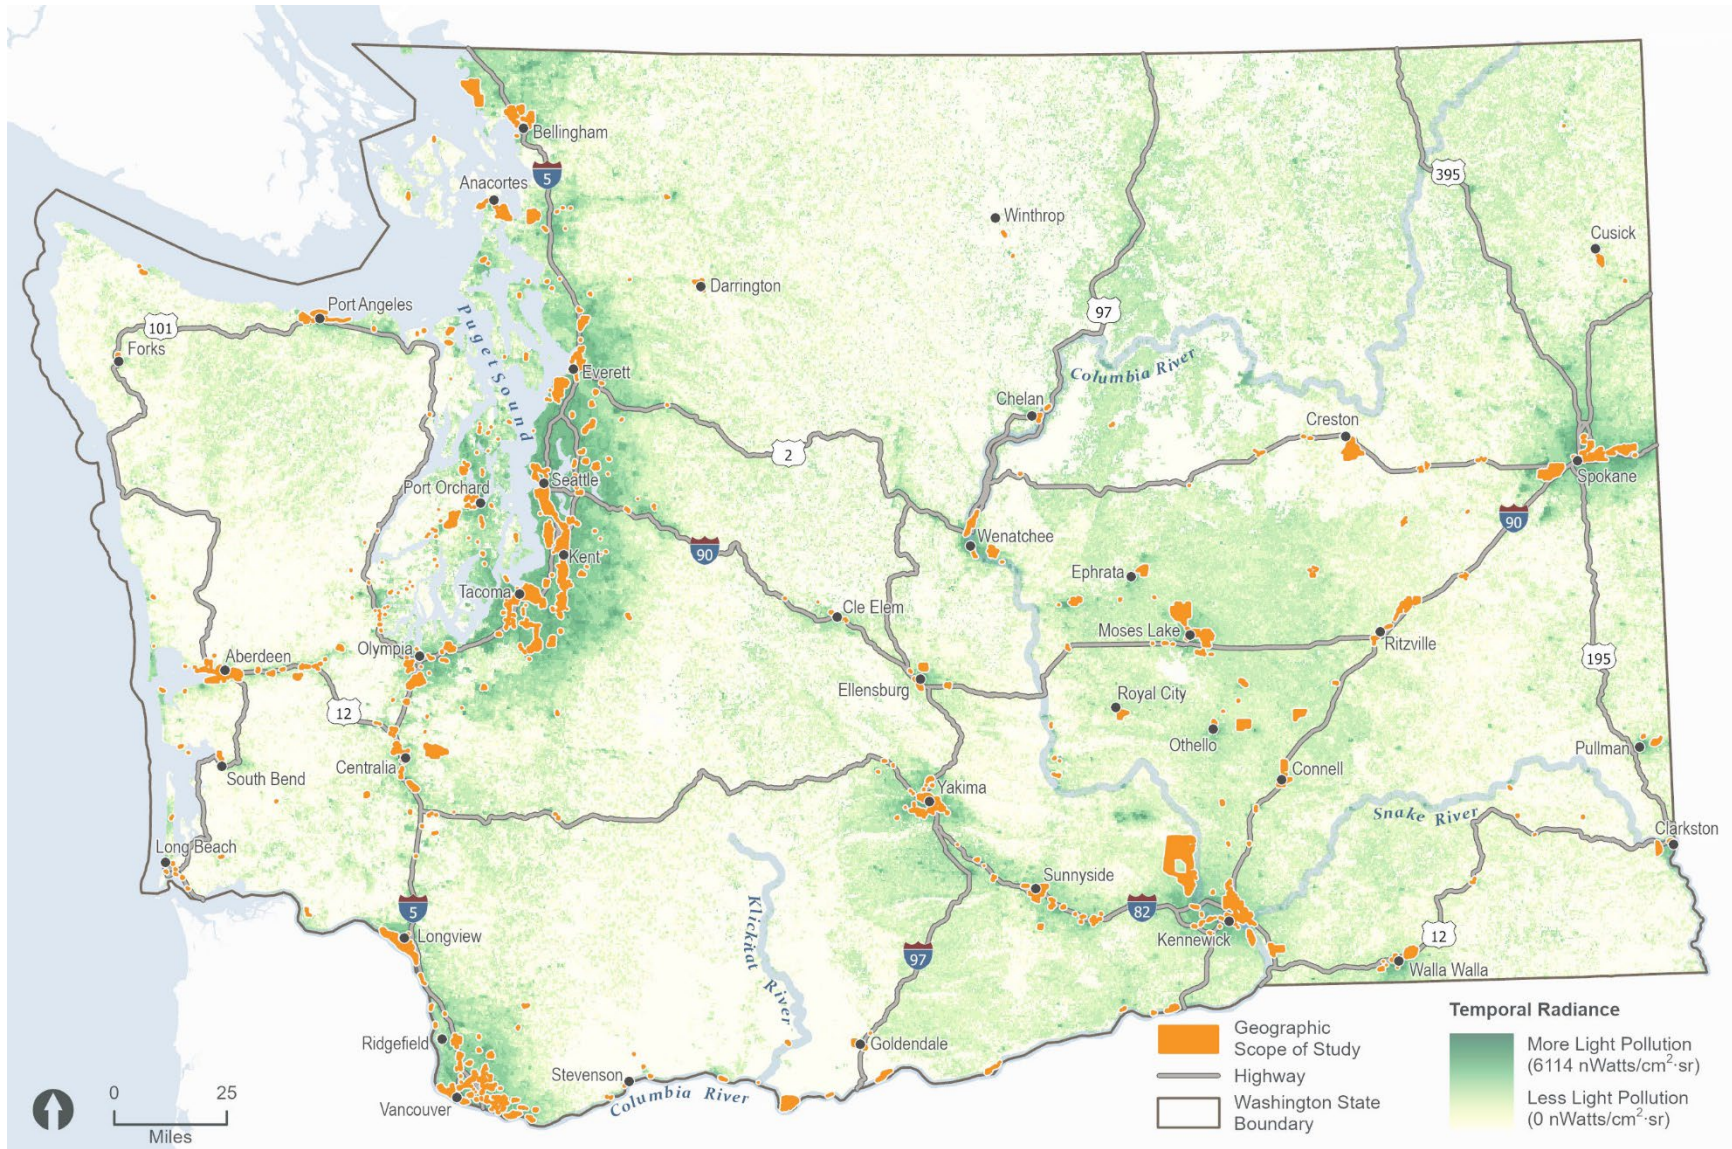 Bellingham
5
Anacortes
395
Winthrop
Cusick
Darrington
Port Angeles
97
101
Puget Sound
Forks
Columbia River
Everett
Chelan
Creston
2
Seattle
Spokane
Port Orchard
90
Wenatchee
90
Kent
Ephrata
Tacoma
Cle Elem
Moses Lake
Ritzville
Olympia
Aberdeen
195
Ellensburg
Royal City
12
Othello
Pullman
Centralia
Connell
South Bend
Yakima
Snake River
Clarkston
Long Beach
Sunnyside
5
82
Klickitat River
Longview
Kennewick
12
97
Walla Walla
Ridgefield
Goldendale
Stevenson
Columbia River
Vancouver
0 25
Miles
Geographic
Scope of Study
Highway
Washington State
Boundary
Temporal Radiance
More Light Pollution
(6114 nWatts/cm²·sr)
Less Light Pollution
(0 nWatts/cm²·sr)